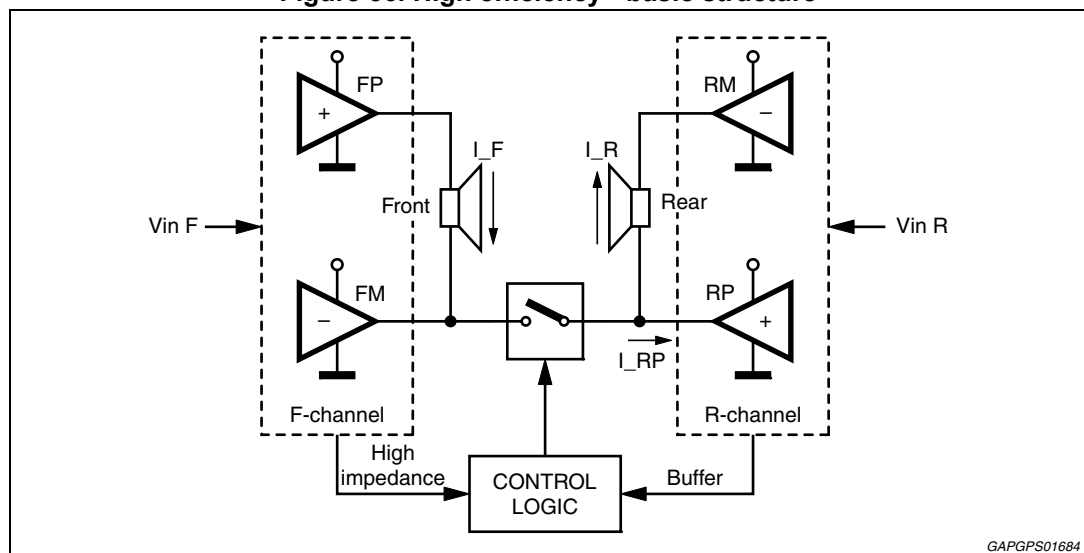 Figure High efficiency - basic structure
FP
RM
+
−
I_F
I_R
Front
Rear
Vin F
Vin R
FM
RP
−
+
I_RP
F-channel
R-channel
High
impedance
Buffer
CONTROL
LOGIC
GAPGPS01684